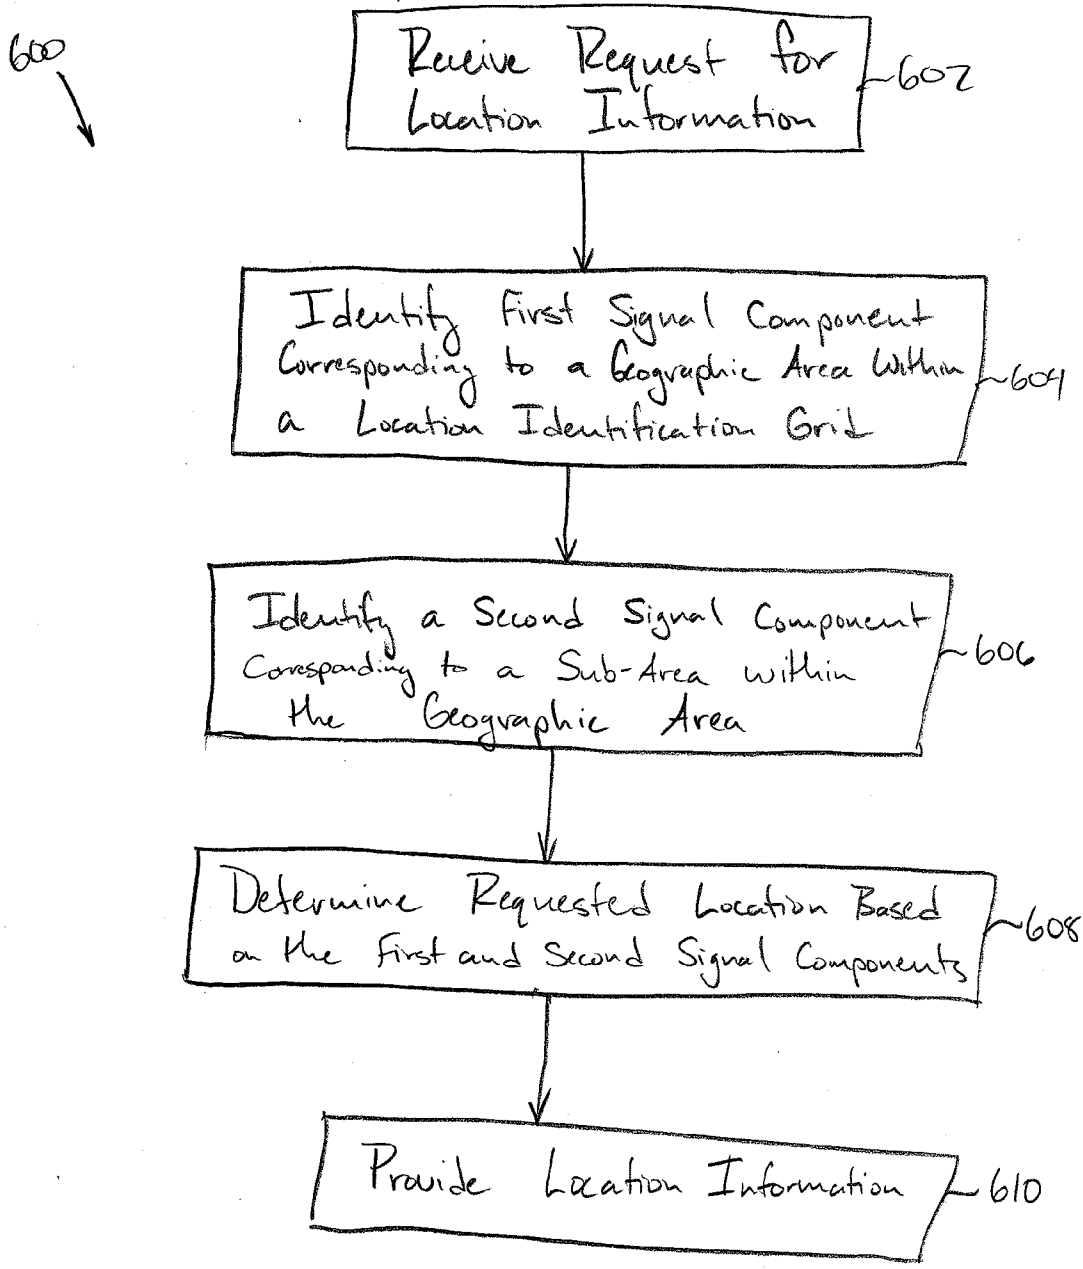 600
Receive Request for
Location Information
602
Identify First Signal Component
Corresponding to a Geographic Area Within
a Location Identification Grid
604
Identify a Second Signal Component
Corresponding to a Sub-Area within
the Geographic Area
606
Determine Requested Location Based
on the First and Second Signal Components
608
Provide Location Information
610